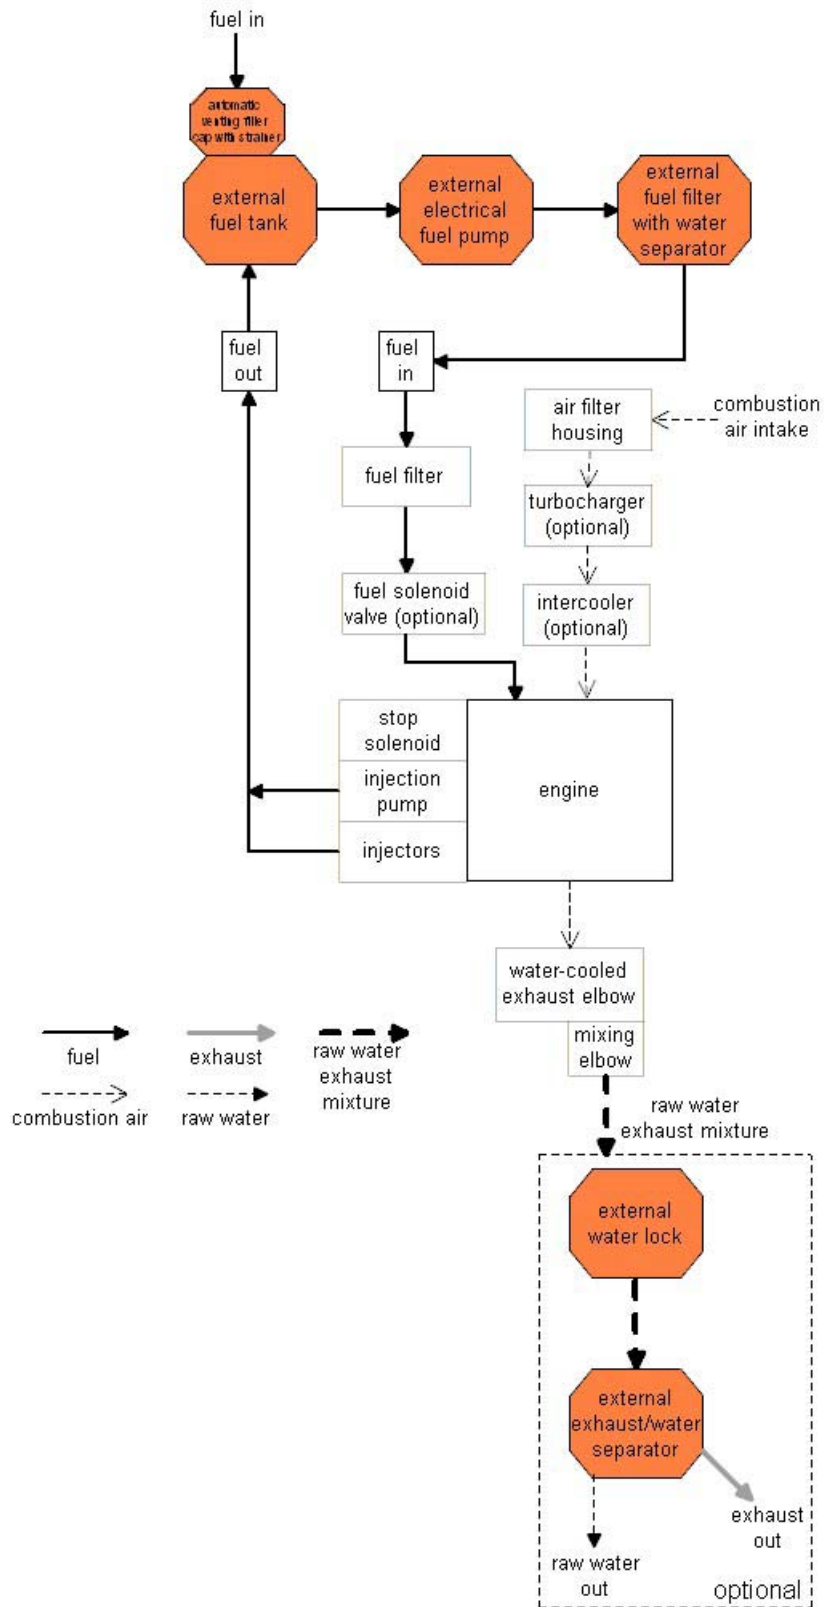 fuel in
automatic
venting filler
cap with strainer
external
fuel tank
external
electrical
fuel pump
external
fuel filter
with water
separator
fuel
out
fuel
in
air filter
housing
combustion
air intake
fuel filter
turbocharger
(optional)
fuel solenoid
valve (optional)
intercooler
(optional)
stop
solenoid
injection
pump
injectors
engine
water-cooled
exhaust elbow
mixing
elbow
fuel
exhaust
raw water
exhaust
mixture
combustion air
raw water
raw water
exhaust mixture
external
water lock
external
exhaust/water
separator
exhaust
out
raw water
out
optional